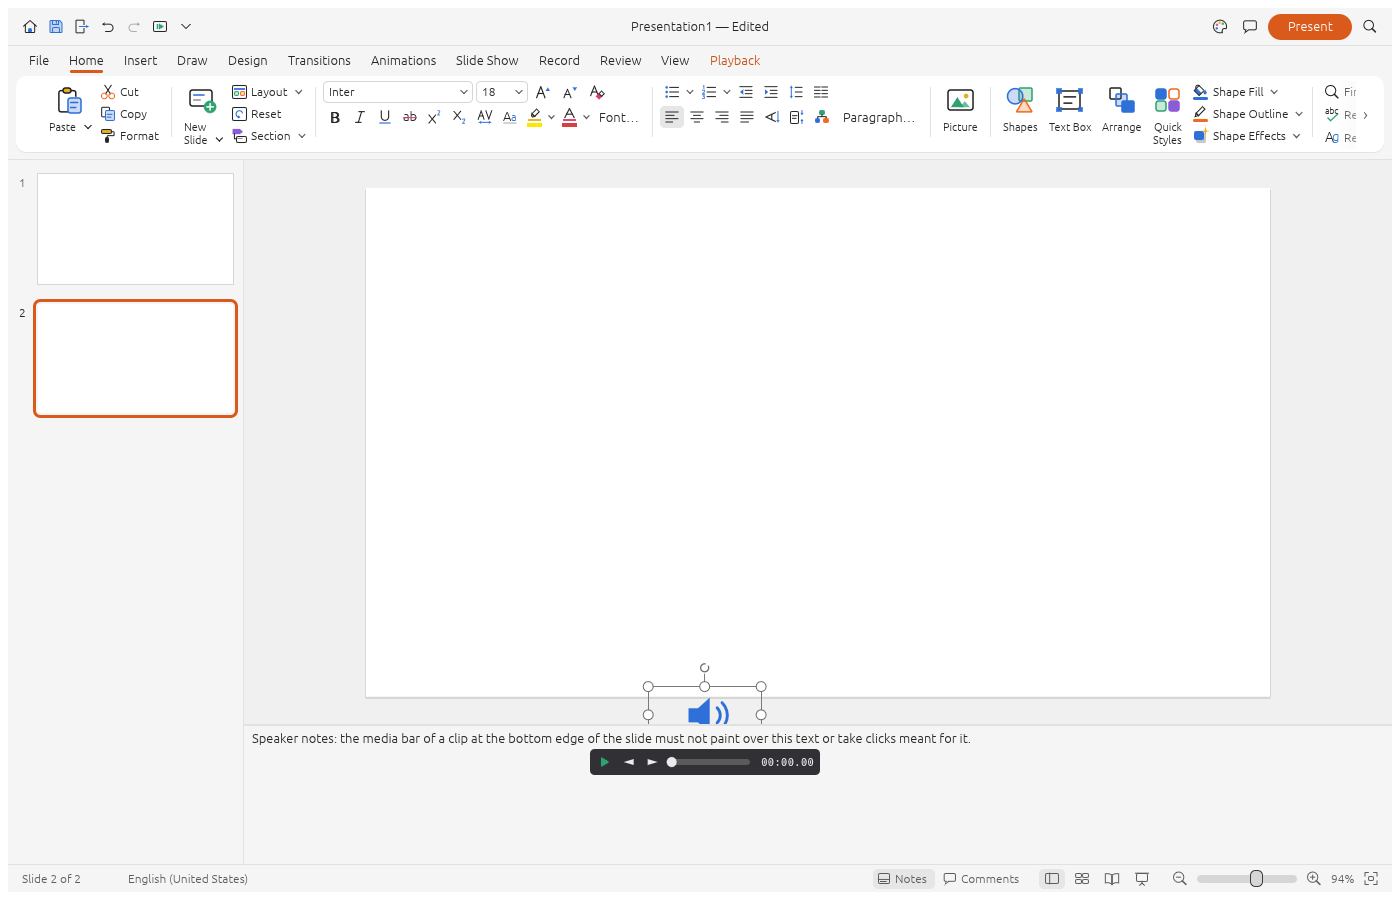 Presentation1 — Edited
Present
File Home Insert Draw Design Transitions Animations Slide Show Record Review View Playback
Paste
Cut
Copy
Format
New
Slide
Layout
Reset
Section
Inter 18
Font...
Paragraph...
Picture
Shapes
Text Box
Arrange
Quick
Styles
Shape Fill
Shape Outline
Shape Effects
1
2
Speaker notes: the media bar of a clip at the bottom edge of the slide must not paint over this text or take clicks meant for it.
00:00.00
Slide 2 of 2 English (United States) Notes Comments 94%